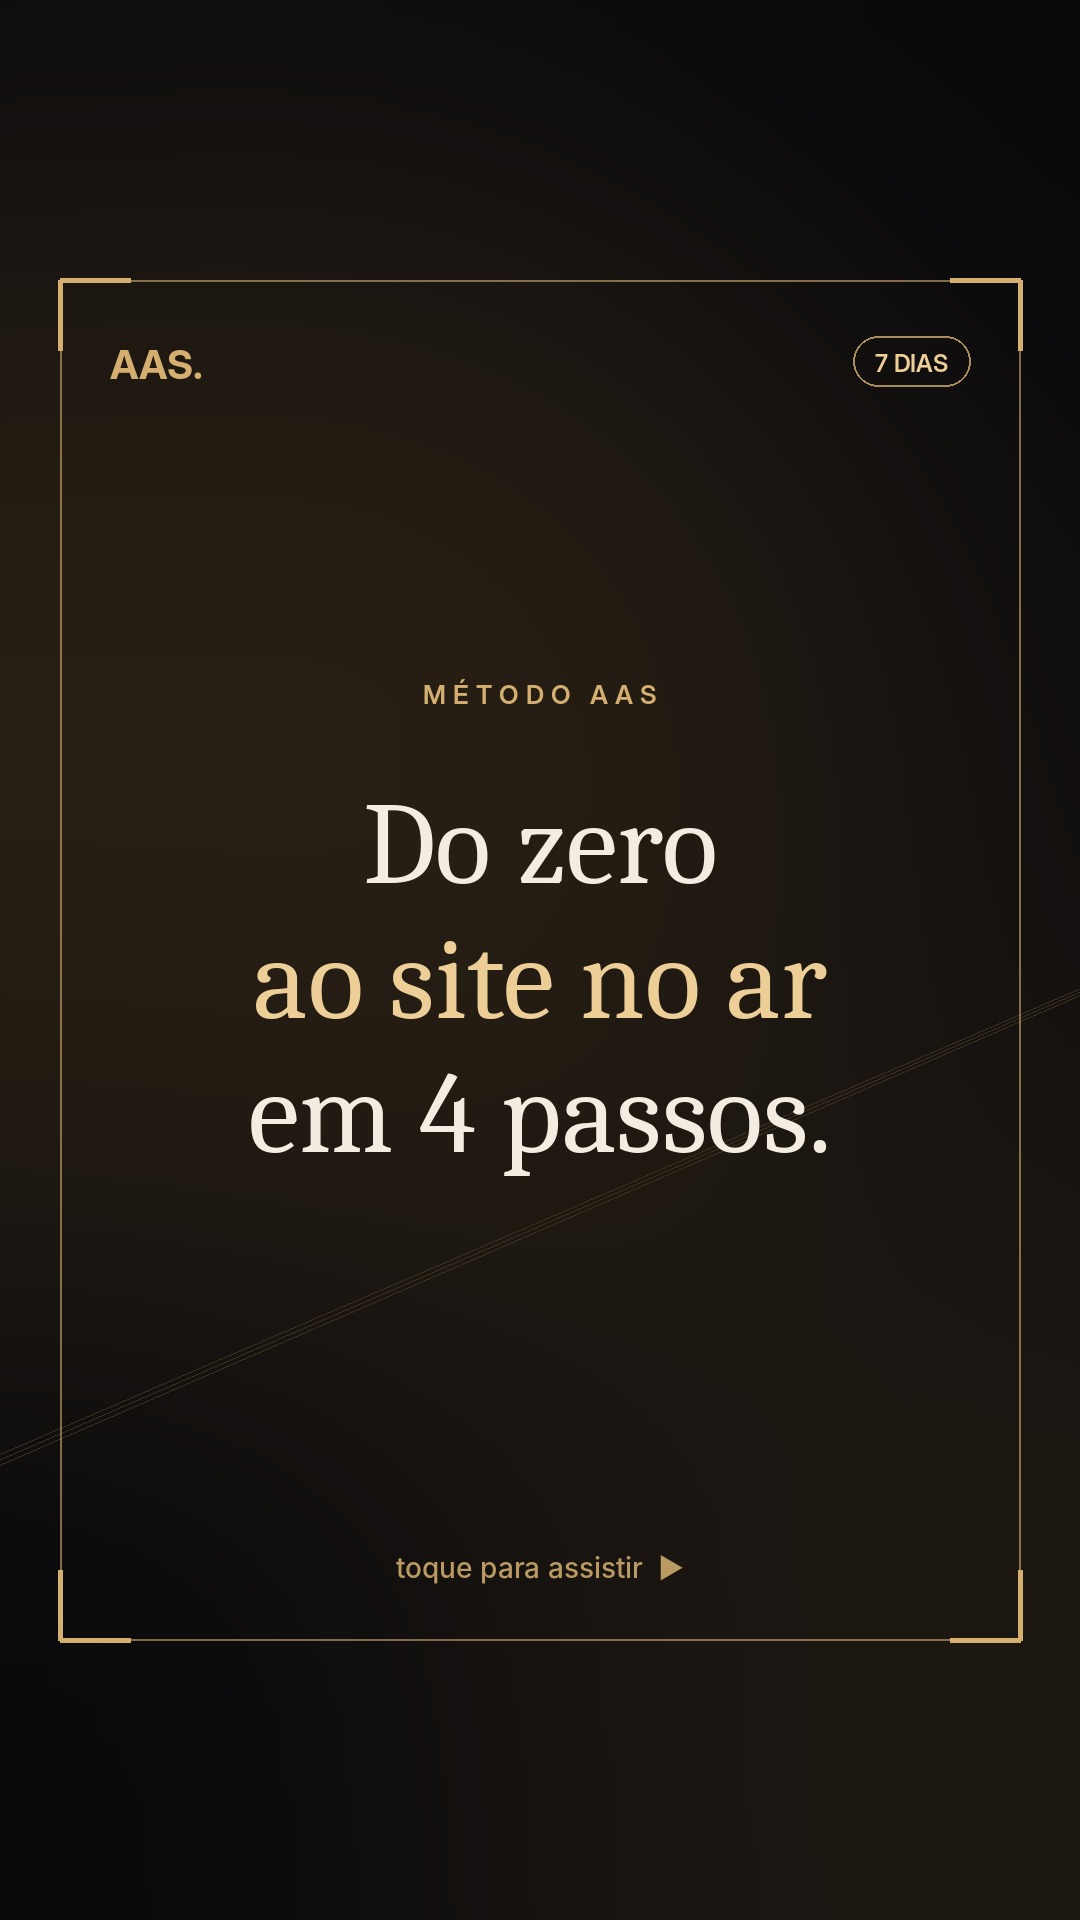 AAS.
7 DIAS
MÉTODO AAS
Do zero
ao site no ar
em 4 passos.
toque para assistir ▶